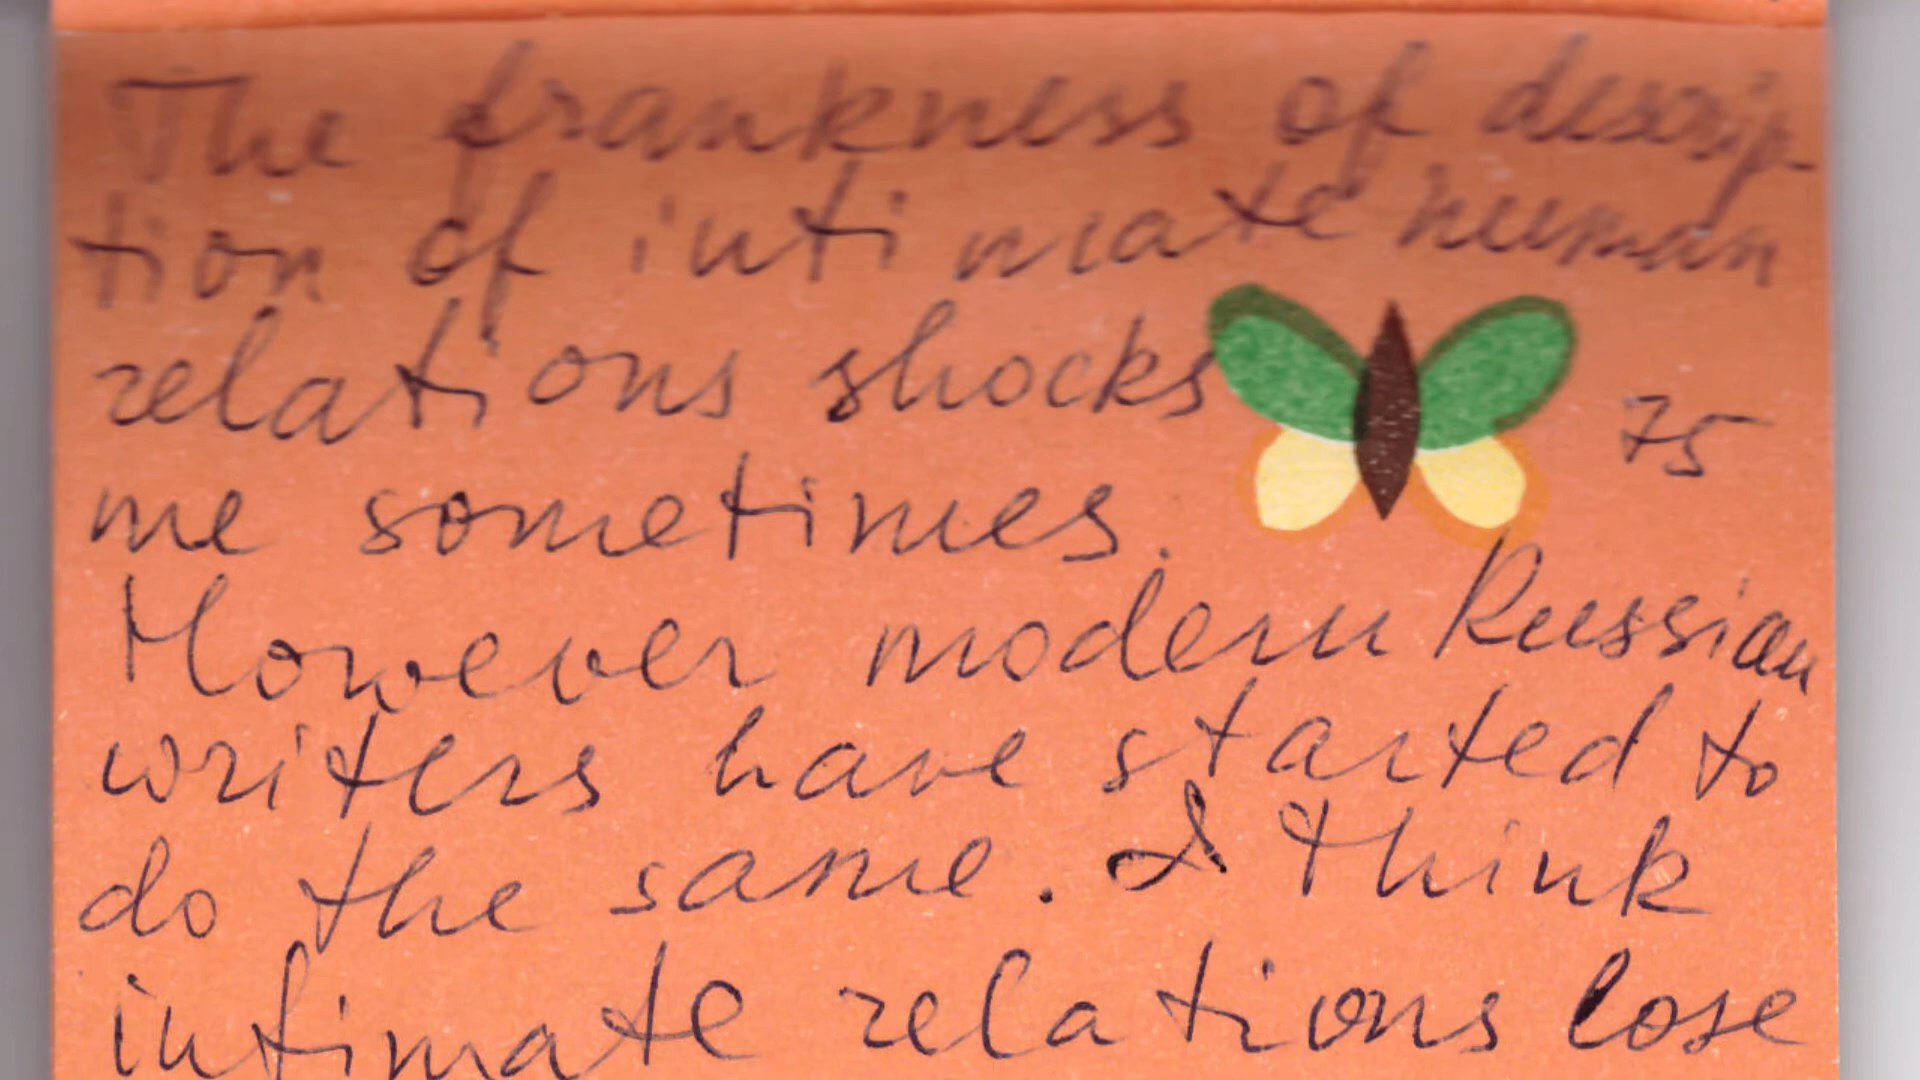 The frankness of descrip-
tion of intimate human
relations shocks
75
me sometimes.
However modern Russian
writers have started to
do the same. I think
intimate relations lose